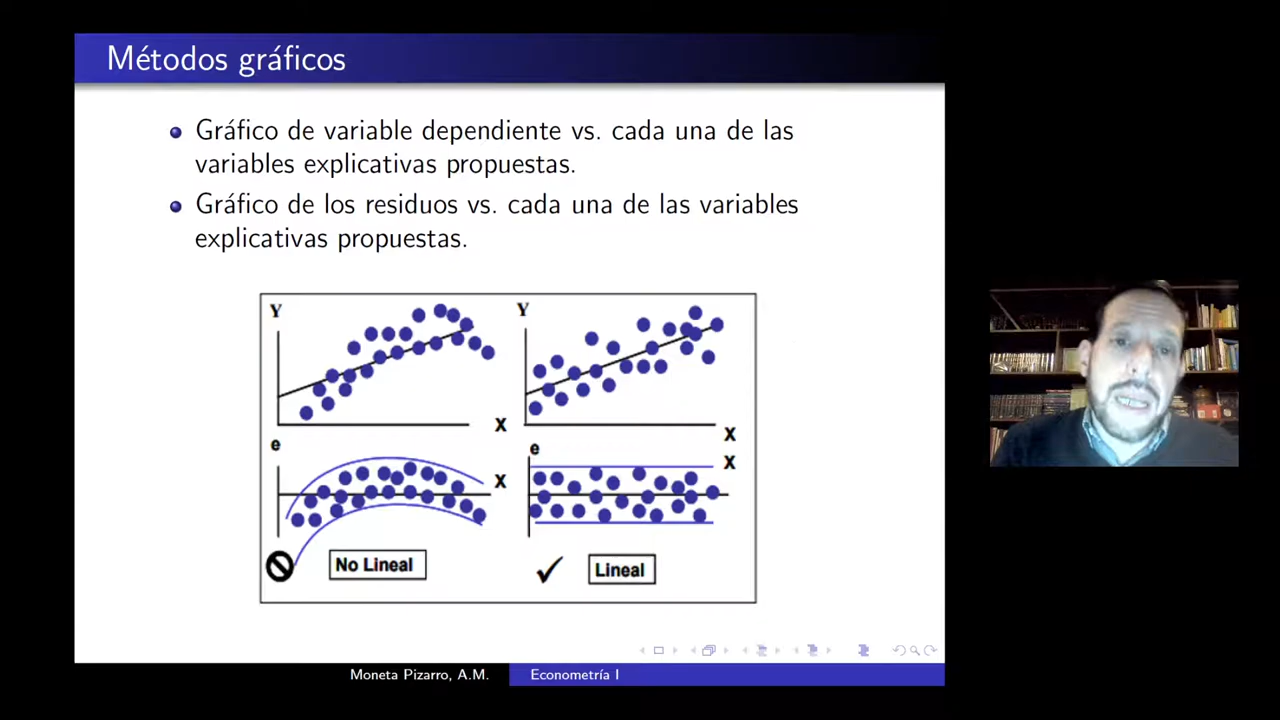 Métodos gráficos
Gráfico de variable dependiente vs. cada una de las
variables explicativas propuestas.
Gráfico de los residuos vs. cada una de las variables
explicativas propuestas.
Y
X
e
X
No Lineal
Y
X
e
X
Lineal
Moneta Pizarro, A.M.
Econometría I